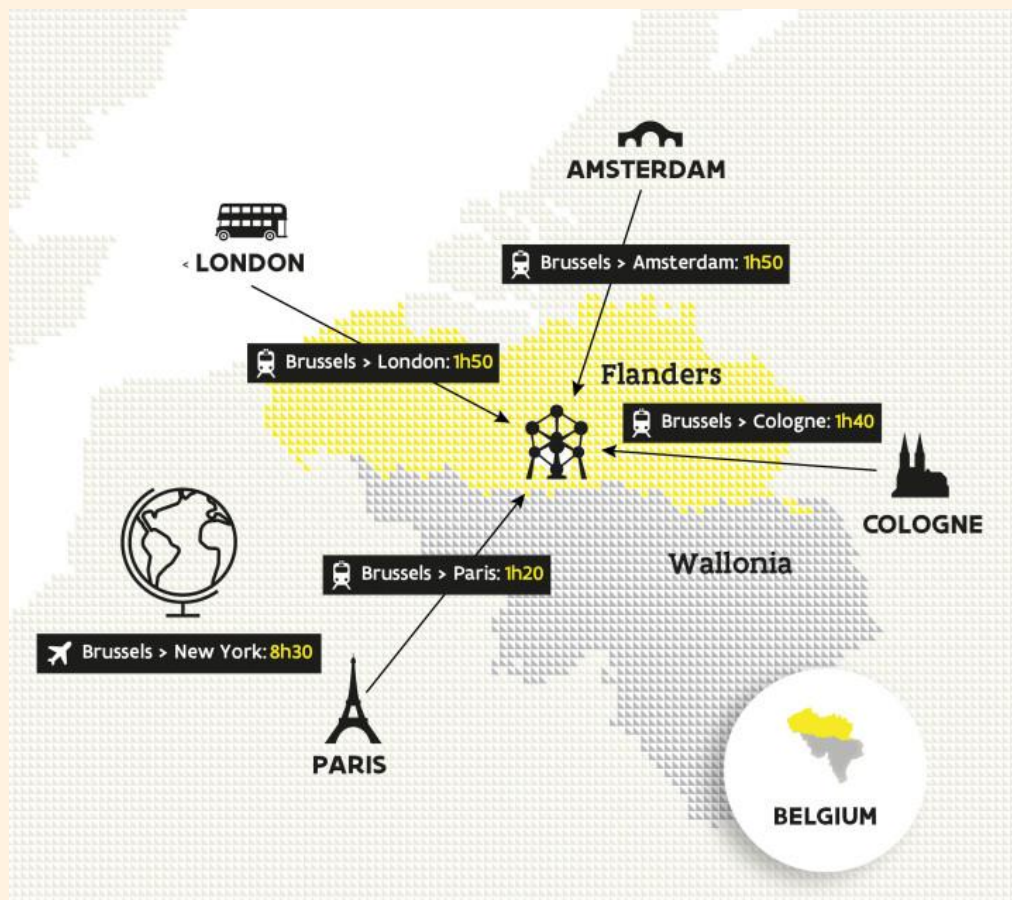 AMSTERDAM
< LONDON
Brussels > Amsterdam: 1h50
Brussels > London: 1h50
Flanders
Brussels > Cologne: 1h40
COLOGNE
Wallonia
Brussels > Paris: 1h20
Brussels > New York: 8h30
PARIS
BELGIUM